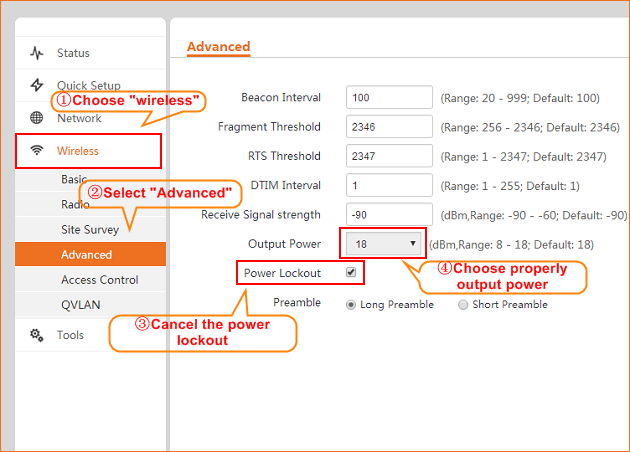 Status
Quick Setup
①Choose "wireless"
Network
Wireless
Basic
②Select "Advanced"
Radio
Site Survey
Advanced
Access Control
QVLAN
Tools
Advanced
Beacon Interval 100 (Range: 20 - 999; Default: 100)
Fragment Threshold 2346 (Range: 256 - 2346; Default: 2346)
RTS Threshold 2347 (Range: 1 - 2347; Default: 2347)
DTIM Interval 1 (Range: 1 - 255; Default: 1)
Receive Signal strength -90 (dBm,Range: -90 - -60; Default: -90)
Output Power 18 (dBm,Range: 8 - 18; Default: 18)
Power Lockout
④Choose properly
output power
Preamble Long Preamble Short Preamble
③Cancel the power
lockout